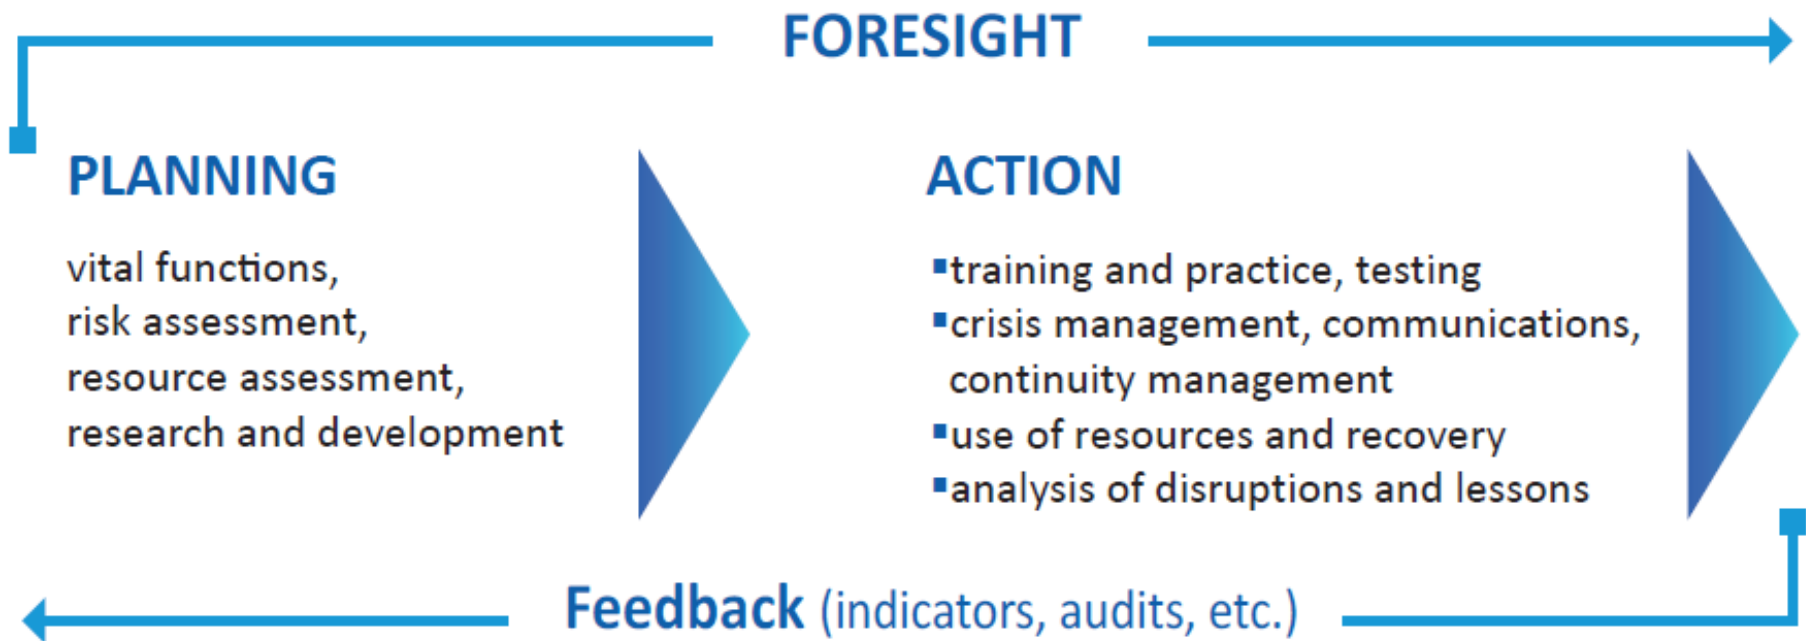 FORESIGHT
PLANNING
vital functions,
risk assessment,
resource assessment,
research and development
ACTION
▪training and practice, testing
▪crisis management, communications,
continuity management
▪use of resources and recovery
▪analysis of disruptions and lessons
Feedback (indicators, audits, etc.)